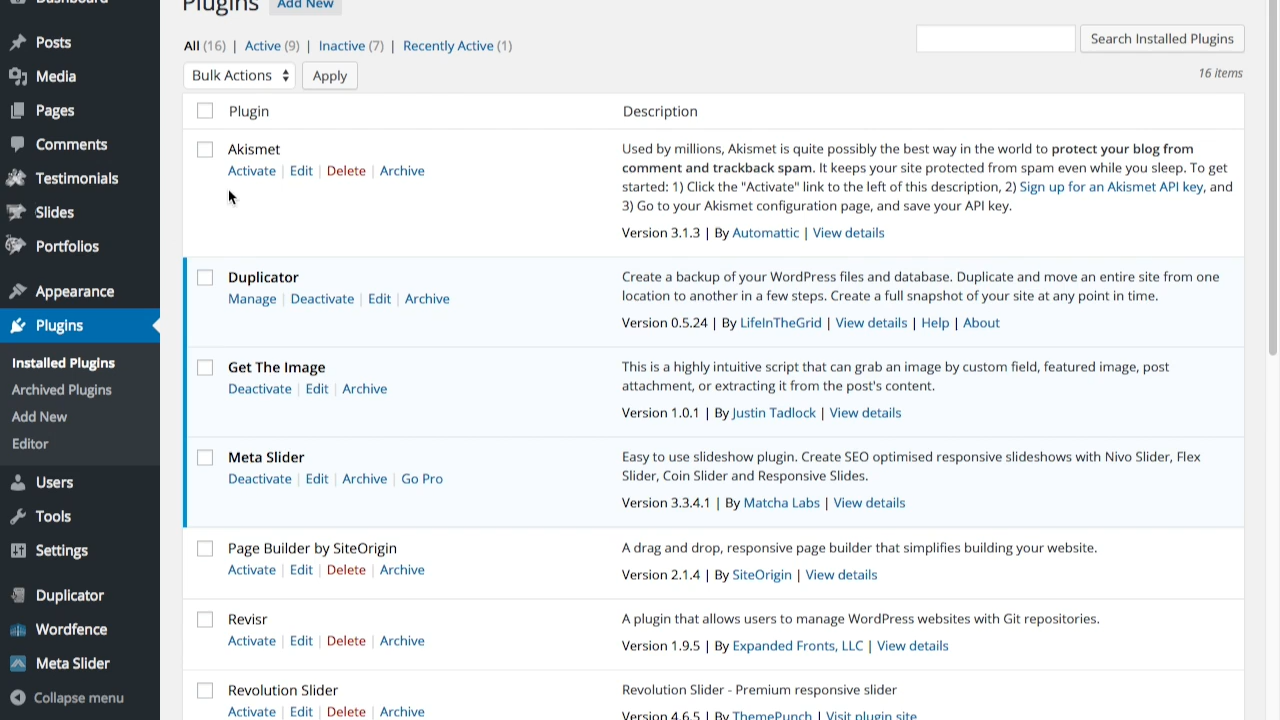 Dashboard
Posts
Media
Pages
Comments
Testimonials
Slides
Portfolios
Appearance
Plugins
Installed Plugins
Archived Plugins
Add New
Editor
Users
Tools
Settings
Duplicator
Wordfence
Meta Slider
Collapse menu
Plugins Add New
All (16) | Active (9) | Inactive (7) | Recently Active (1)
Search Installed Plugins
Bulk Actions Apply
16 items
Plugin Description
Akismet
Activate | Edit | Delete | Archive
Used by millions, Akismet is quite possibly the best way in the world to protect your blog from
comment and trackback spam. It keeps your site protected from spam even while you sleep. To get
started: 1) Click the "Activate" link to the left of this description, 2) Sign up for an Akismet API key, and
3) Go to your Akismet configuration page, and save your API key.
Version 3.1.3 | By Automattic | View details
Duplicator
Manage | Deactivate | Edit | Archive
Create a backup of your WordPress files and database. Duplicate and move an entire site from one
location to another in a few steps. Create a full snapshot of your site at any point in time.
Version 0.5.24 | By LifeInTheGrid | View details | Help | About
Get The Image
Deactivate | Edit | Archive
This is a highly intuitive script that can grab an image by custom field, featured image, post
attachment, or extracting it from the post's content.
Version 1.0.1 | By Justin Tadlock | View details
Meta Slider
Deactivate | Edit | Archive | Go Pro
Easy to use slideshow plugin. Create SEO optimised responsive slideshows with Nivo Slider, Flex
Slider, Coin Slider and Responsive Slides.
Version 3.3.4.1 | By Matcha Labs | View details
Page Builder by SiteOrigin
Activate | Edit | Delete | Archive
A drag and drop, responsive page builder that simplifies building your website.
Version 2.1.4 | By SiteOrigin | View details
Revisr
Activate | Edit | Delete | Archive
A plugin that allows users to manage WordPress websites with Git repositories.
Version 1.9.5 | By Expanded Fronts, LLC | View details
Revolution Slider
Activate | Edit | Delete | Archive
Revolution Slider - Premium responsive slider
Version 4.6.5 | By ThemePunch | Visit plugin site